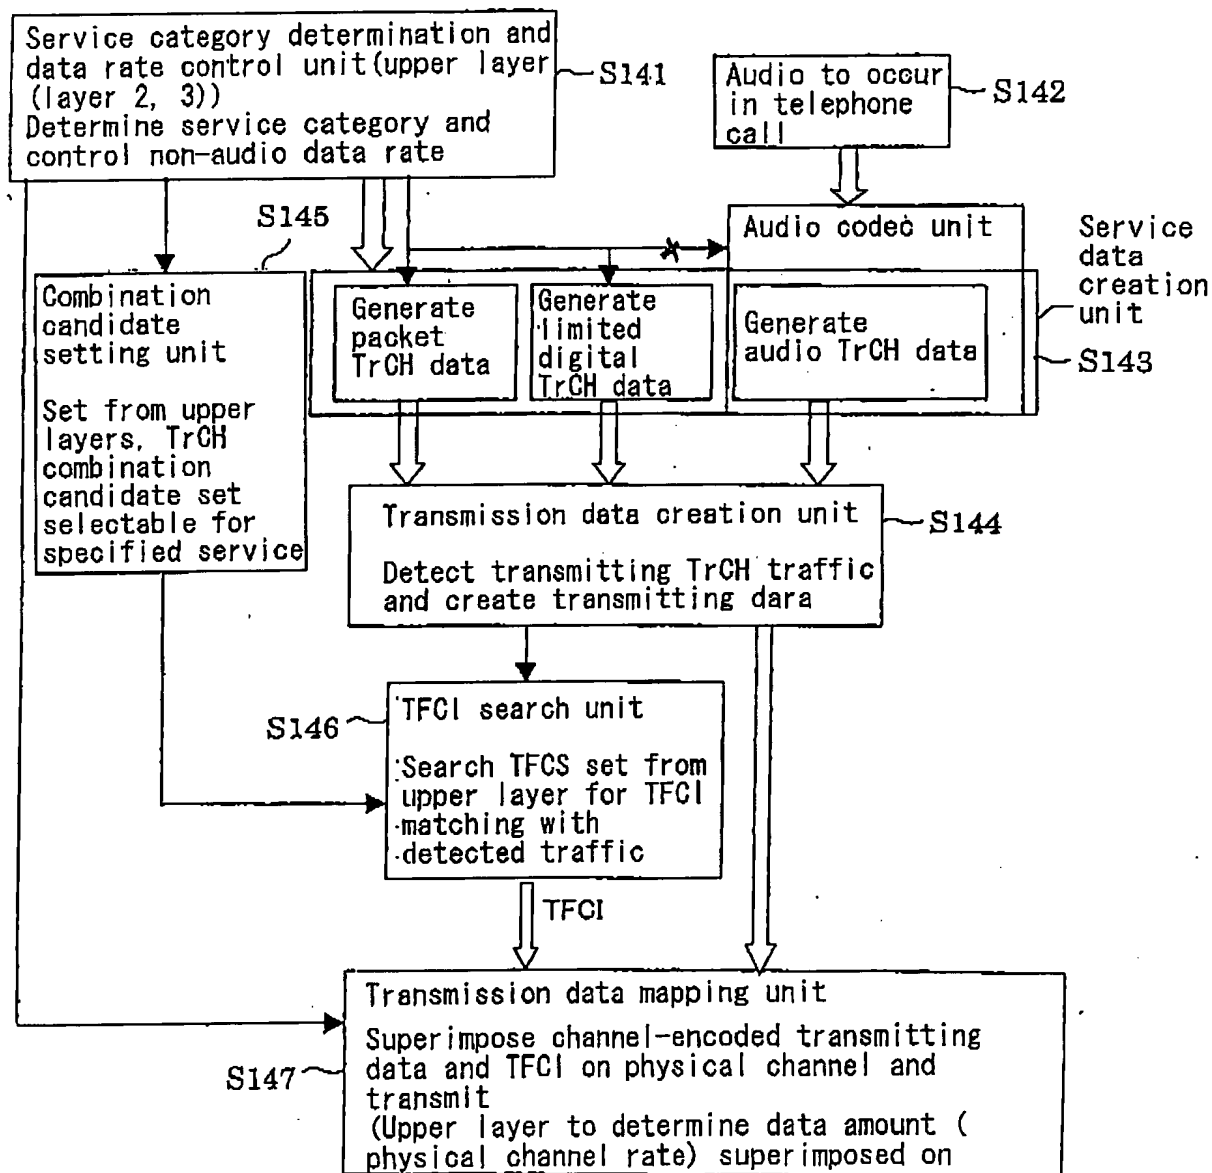 Service category determination and
data rate control unit(upper layer
(layer 2, 3))
Determine service category and
control non-audio data rate
S141
Audio to occur
in telephone
call
S142
S145
Audio codec unit
Service
data
creation
unit
Combination
candidate
setting unit
Set from upper
layers, TrCH
combination
candidate set
selectable for
specified service
Generate
packet
TrCH data
Generate
limited
digital
TrCH data
Generate
audio TrCH data
S143
Transmission data creation unit
Detect transmitting TrCH traffic
and create transmitting dara
S144
S146
TFCI search unit
Search TFCS set from
upper layer for TFCI
matching with
detected traffic
TFCI
Transmission data mapping unit
Superimpose channel-encoded transmitting
data and TFCI on physical channel and
transmit
(Upper layer to determine data amount (
physical channel rate) superimposed on
S147